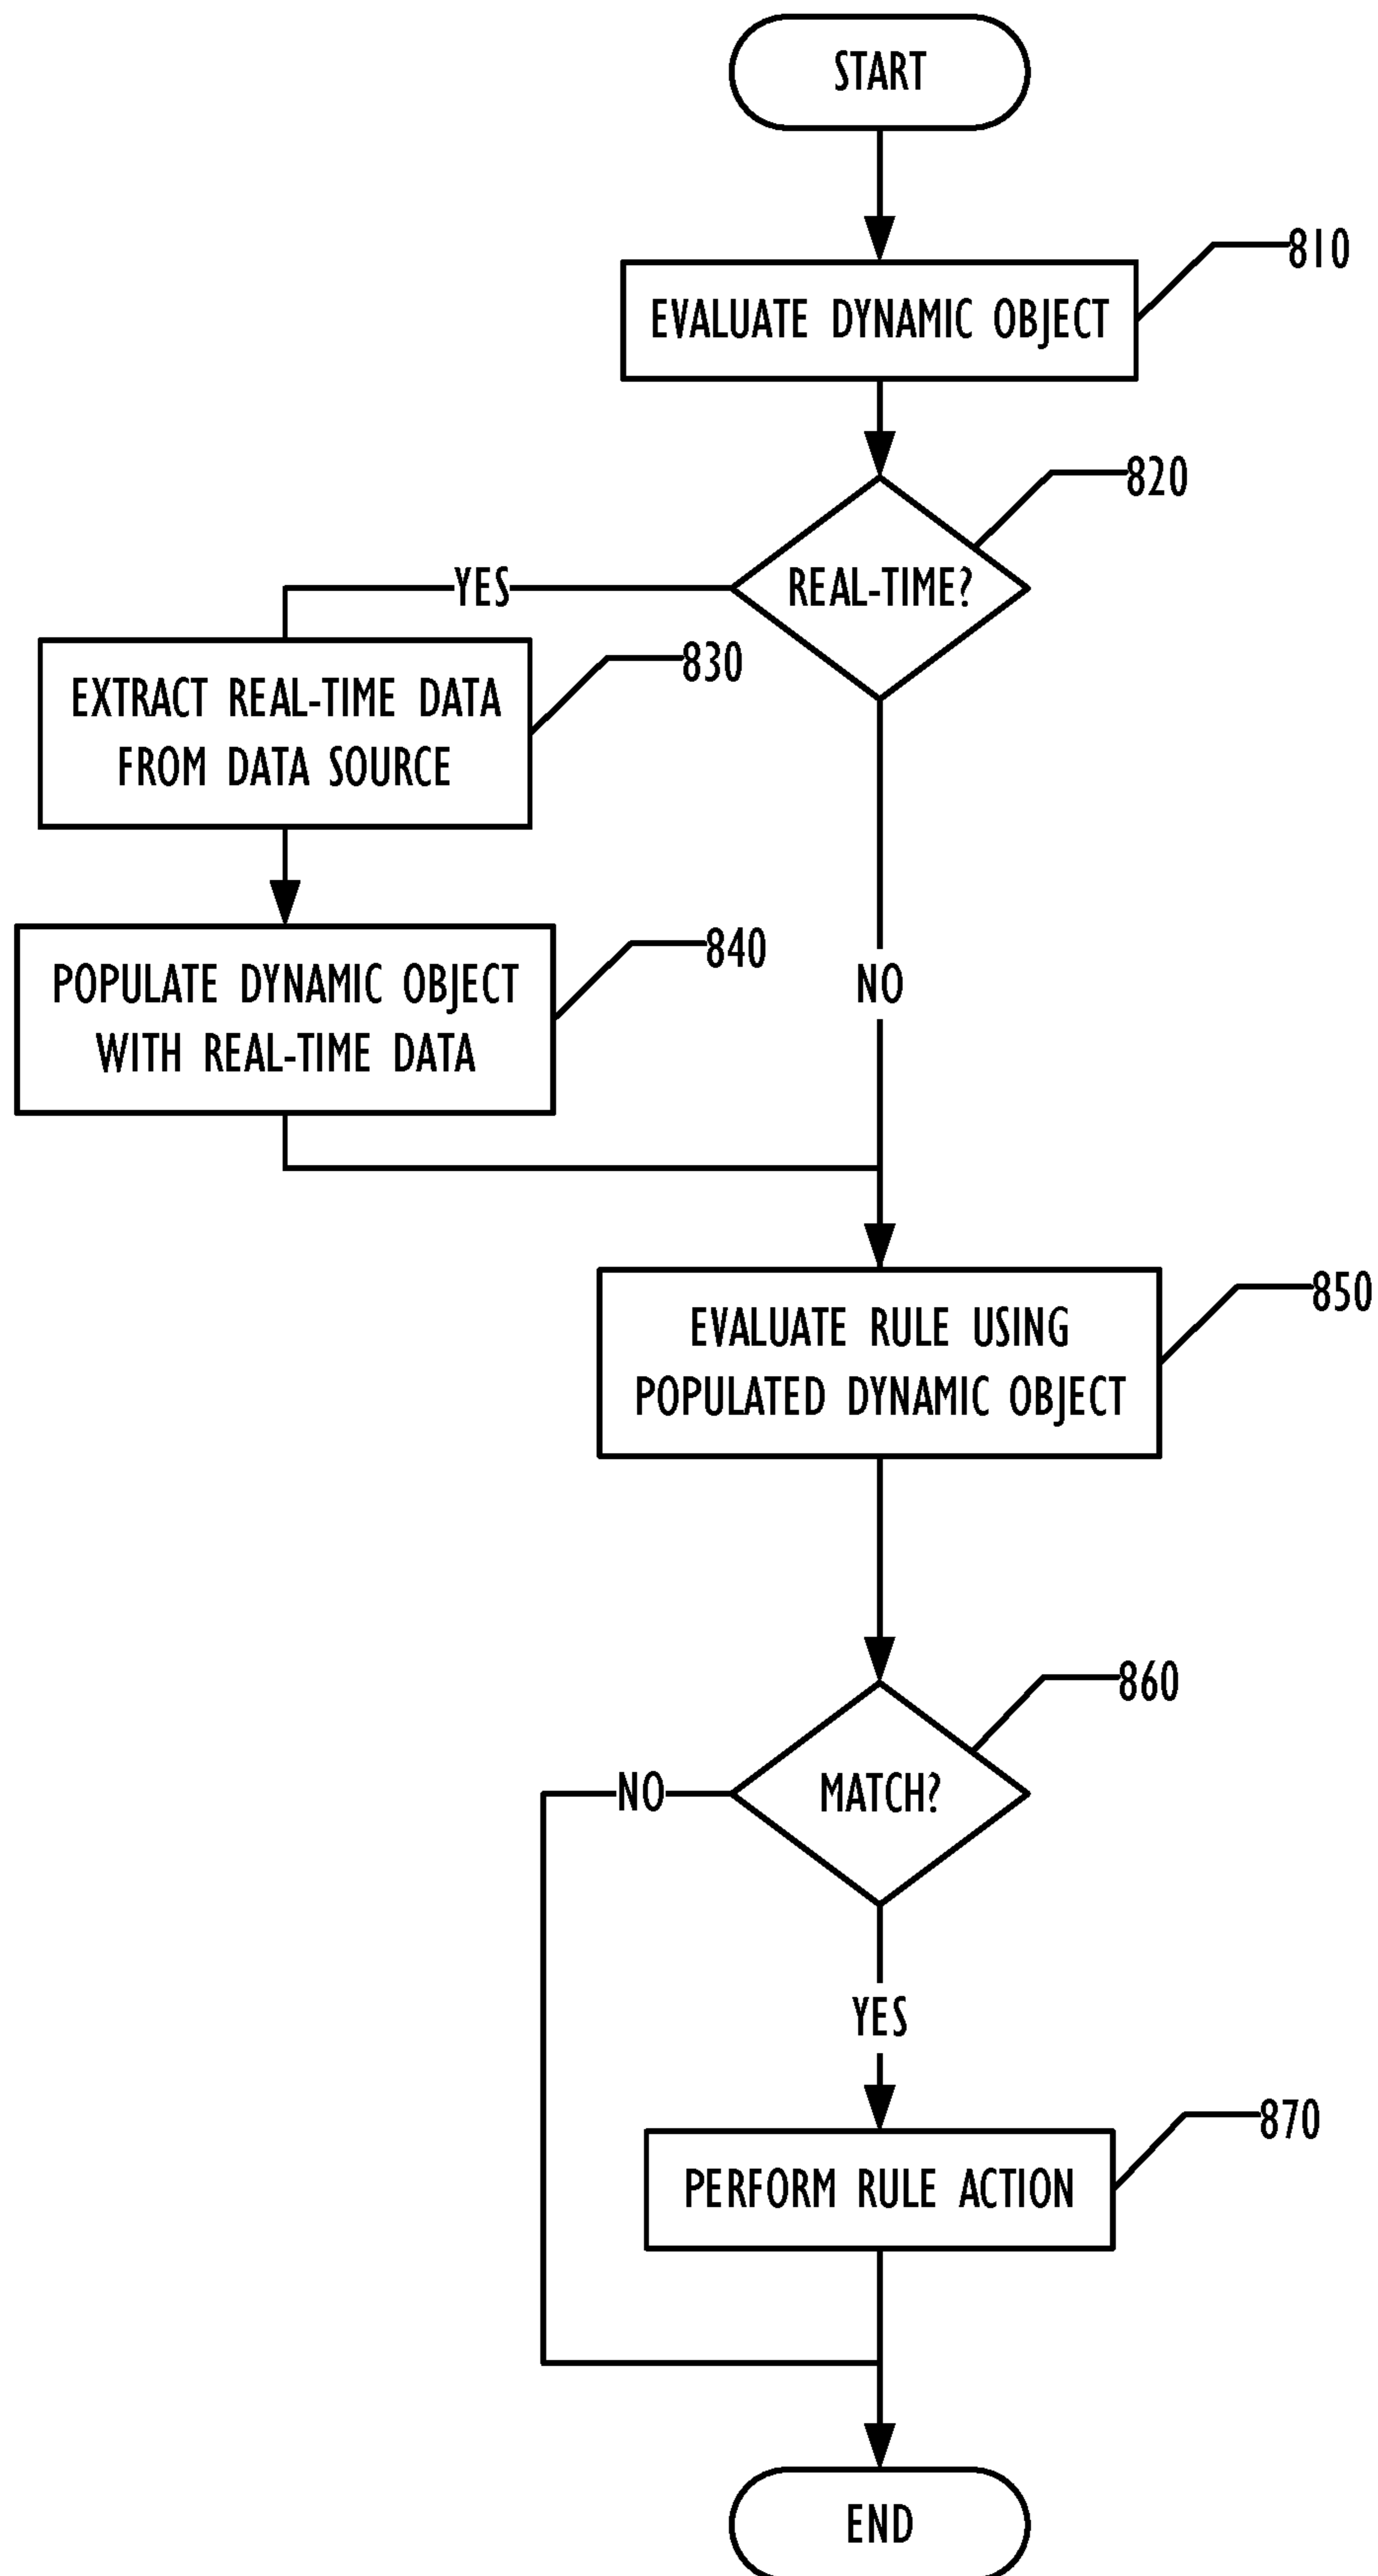 START
810
EVALUATE DYNAMIC OBJECT
820
REAL-TIME?
YES
830
EXTRACT REAL-TIME DATA
FROM DATA SOURCE
840
POPULATE DYNAMIC OBJECT
WITH REAL-TIME DATA
NO
850
EVALUATE RULE USING
POPULATED DYNAMIC OBJECT
860
MATCH?
NO
YES
870
PERFORM RULE ACTION
END